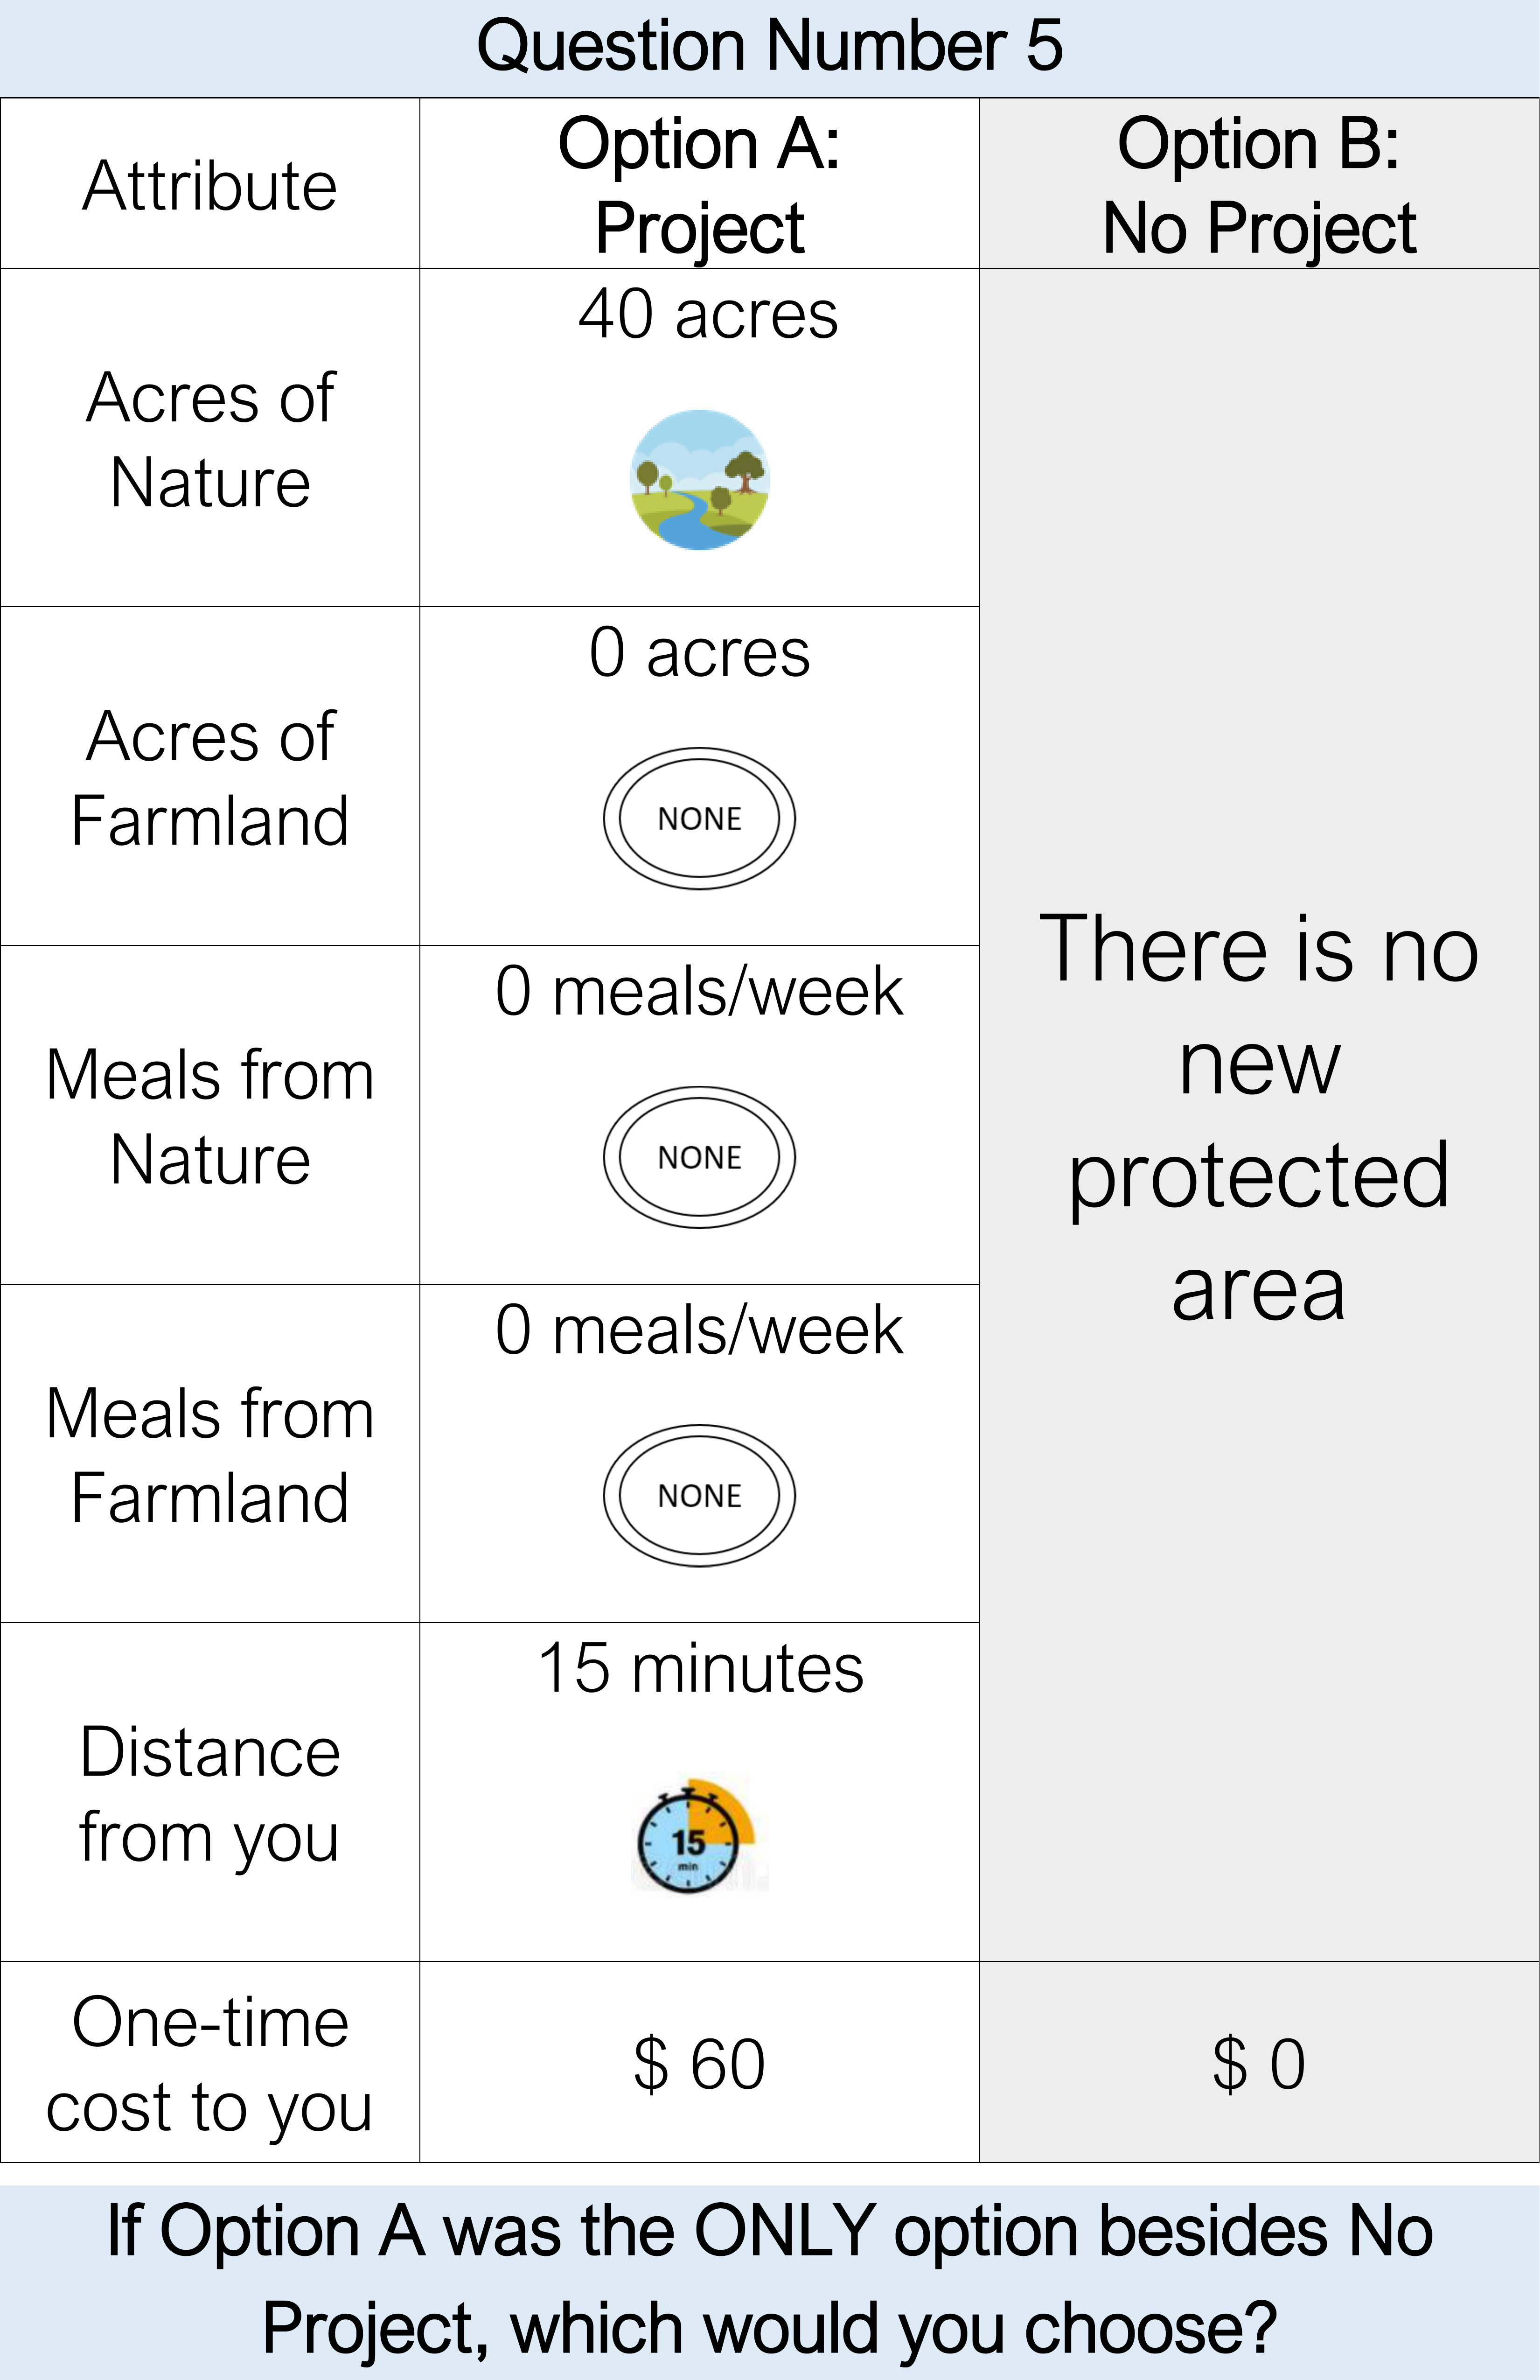 Question Number 5
Attribute
Option A:
Project
Option B:
No Project
Acres of
Nature
40 acres
Acres of
Farmland
0 acres
NONE
Meals from
Nature
0 meals/week
NONE
Meals from
Farmland
0 meals/week
NONE
Distance
from you
15 minutes
15
min
There is no
new
protected
area
One-time
cost to you
$ 60
$ 0
If Option A was the ONLY option besides No
Project, which would you choose?